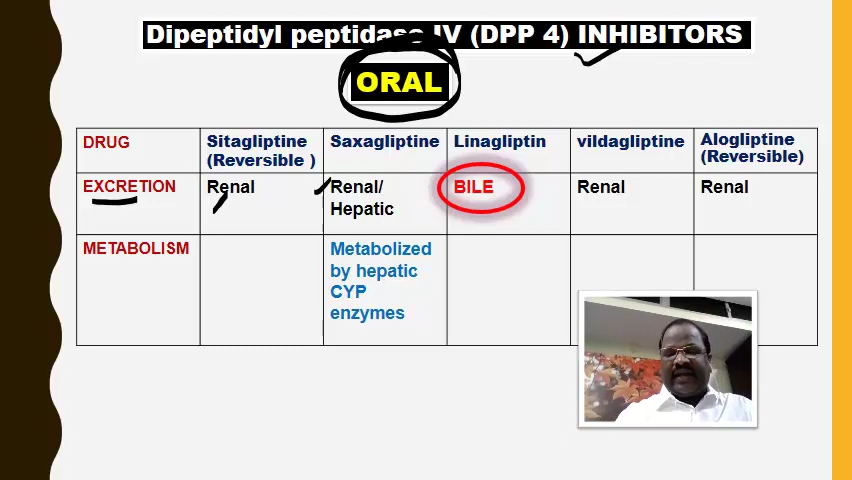 Dipeptidyl peptidase IV (DPP 4) INHIBITORS
ORAL
DRUG
Sitagliptine
(Reversible )
Saxagliptine
Linagliptin
vildagliptine
Alogliptine
(Reversible)
EXCRETION
Renal
Renal/
Hepatic
BILE
Renal
Renal
METABOLISM
Metabolized
by hepatic
CYP
enzymes